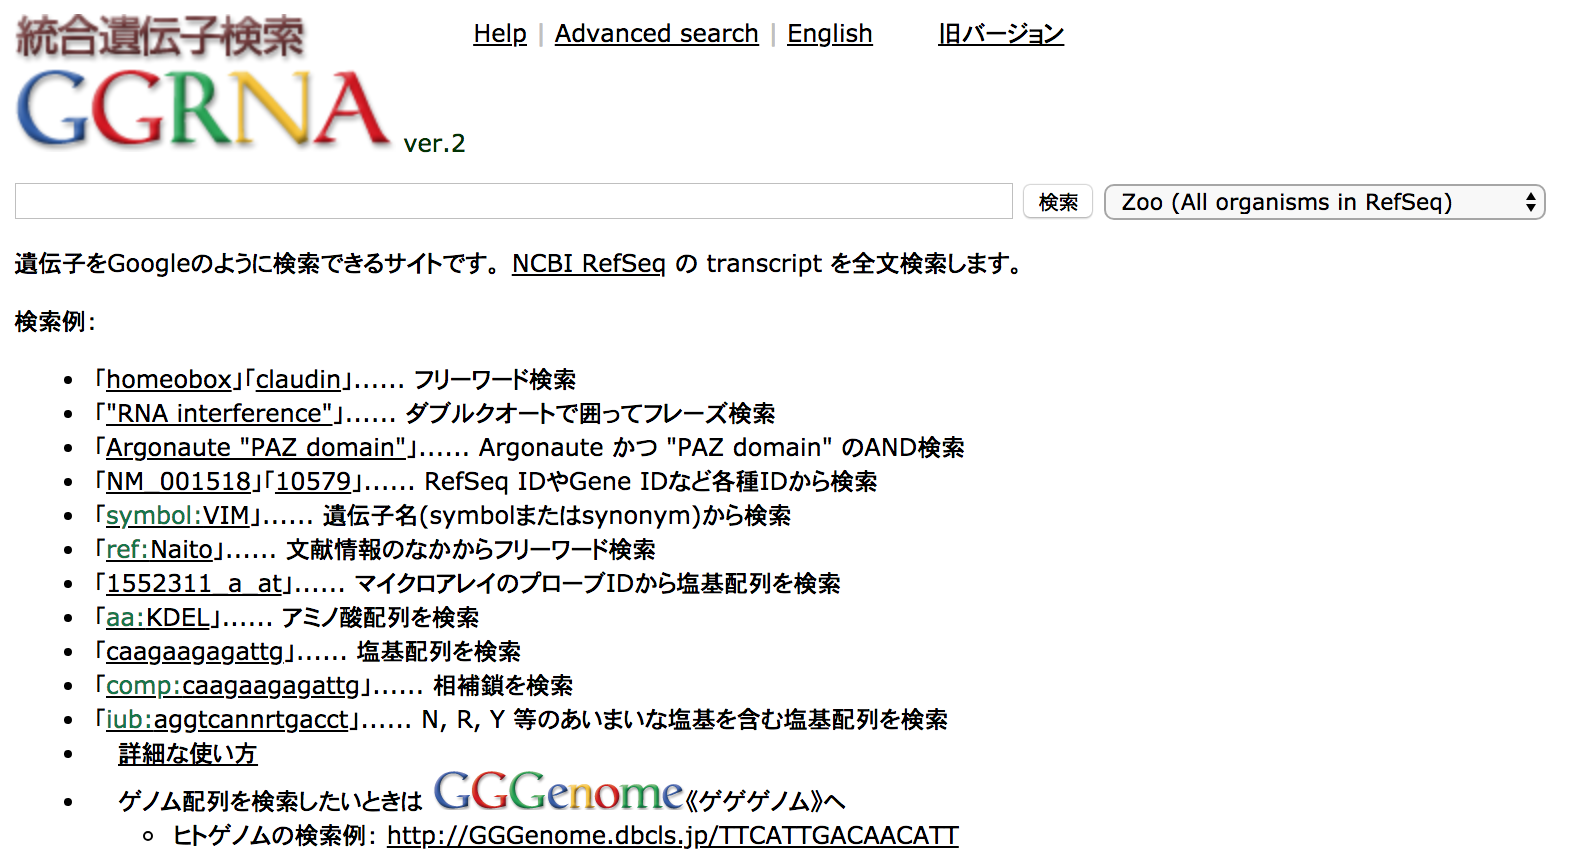 統合遺伝子検索
GGRNA ver.2
Help | Advanced search | English 旧バージョン
検索 Zoo (All organisms in RefSeq)
遺伝子をGoogleのように検索できるサイトです。 NCBI RefSeq の transcript を全文検索します。
検索例：
• 「homeobox」「claudin」...... フリーワード検索
• 「"RNA interference"」...... ダブルクオートで囲ってフレーズ検索
• 「Argonaute "PAZ domain"」...... Argonaute かつ "PAZ domain" のAND検索
• 「NM_001518」「10579」...... RefSeq IDやGene IDなど各種IDから検索
• 「symbol:VIM」...... 遺伝子名(symbolまたはsynonym)から検索
• 「ref:Naito」...... 文献情報のなかからフリーワード検索
• 「1552311_a_at」...... マイクロアレイのプローブIDから塩基配列を検索
• 「aa:KDEL」...... アミノ酸配列を検索
• 「caagaagagattg」...... 塩基配列を検索
• 「comp:caagaagagattg」...... 相補鎖を検索
• 「iub:aggtcannrtgacct」...... N, R, Y 等のあいまいな塩基を含む塩基配列を検索
• 詳細な使い方
• ゲノム配列を検索したいときは GGGenome《ゲゲゲノム》へ
◦ ヒトゲノムの検索例： http://GGGenome.dbcls.jp/TTCATTGACAACATT